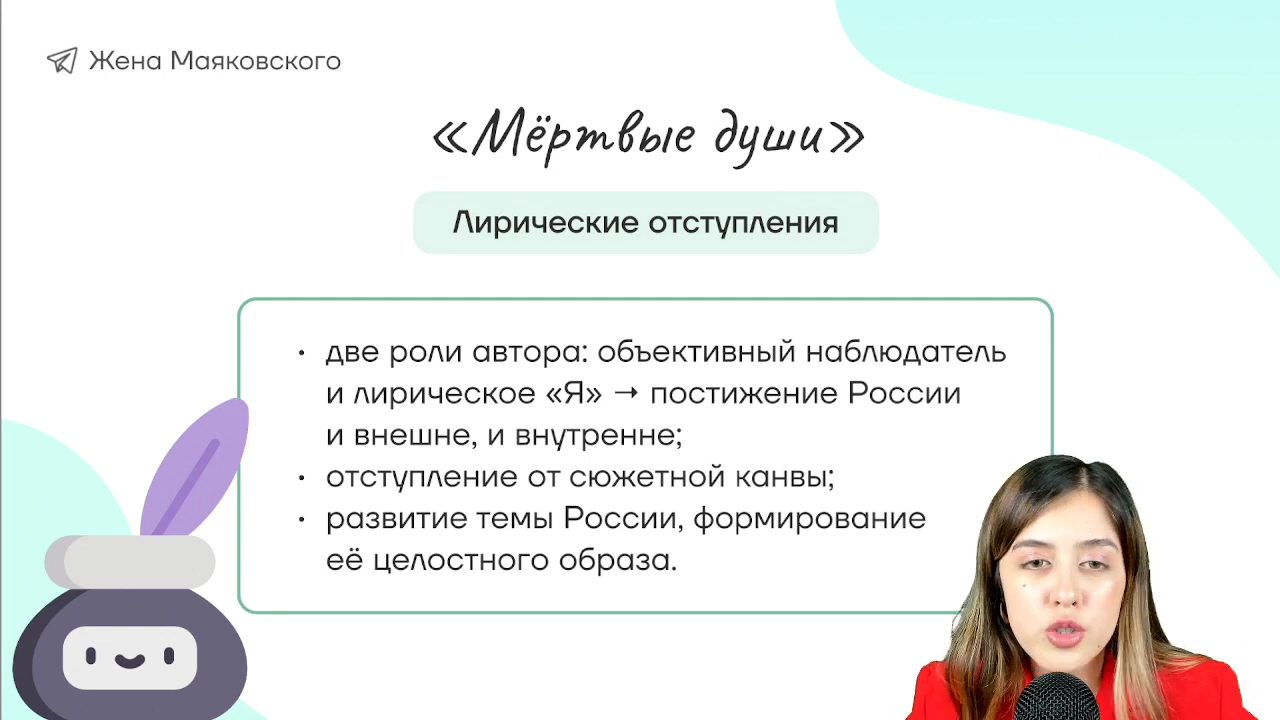 Жена Маяковского
«Мёртвые души»
Лирические отступления
• две роли автора: объективный наблюдатель
и лирическое «Я» → постижение России
и внешне, и внутренне;
• отступление от сюжетной канвы;
• развитие темы России, формирование
её целостного образа.